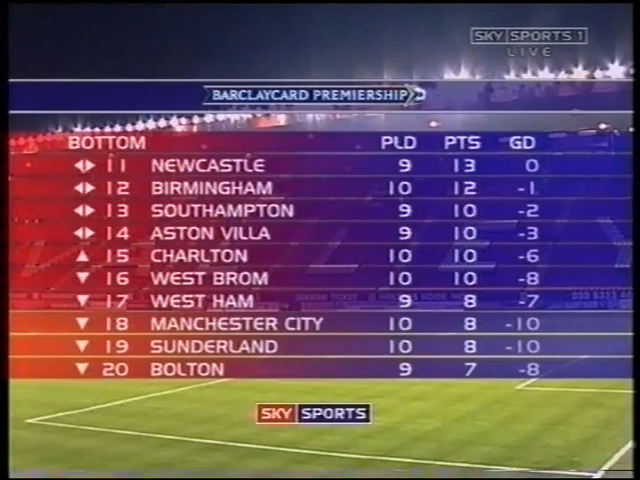 SKY SPORTS 1
LIVE
BARCLAYCARD PREMIERSHIP
BOTTOM PLD PTS GD
11 NEWCASTLE 9 13 0
12 BIRMINGHAM 10 12 -1
13 SOUTHAMPTON 9 10 -2
14 ASTON VILLA 9 10 -3
15 CHARLTON 10 10 -6
16 WEST BROM 10 10 -8
17 WEST HAM 9 8 -7
18 MANCHESTER CITY 10 8 -10
19 SUNDERLAND 10 8 -10
20 BOLTON 9 7 -8
SKY SPORTS